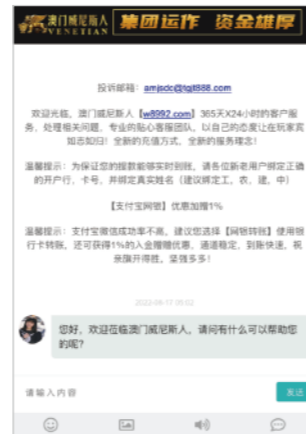 澳门威尼斯人 集团运作 资金雄厚
VENETIAN
投诉邮箱：amjsdc@tgjt888.com
欢迎光临，澳门威尼斯人【w8992.com】365天X24小时的客户服
务，处理相关问题，专业的贴心客服团队，以自己的态度让在玩家宾
如志如归！全新的充值方式，全新的服务理念！
温馨提示：为保证您的提款能够实时到账，请各位新老用户绑定正确
的开户行，卡号，并绑定真实姓名（建议绑定工，农，建，中）
【支付宝网银】优惠加赠1%
温馨提示：支付宝微信成功率不高，建议您选择【网银转账】使用银
行卡转账，还可获得1%的入金赠赠优惠，通道稳定，到账快速，祝
亲旗开得胜，盈强多多！
2022-08-17 05:02
您好，欢迎莅临澳门威尼斯人，请问有什么可以帮助您
的呢？
请输入内容
发送